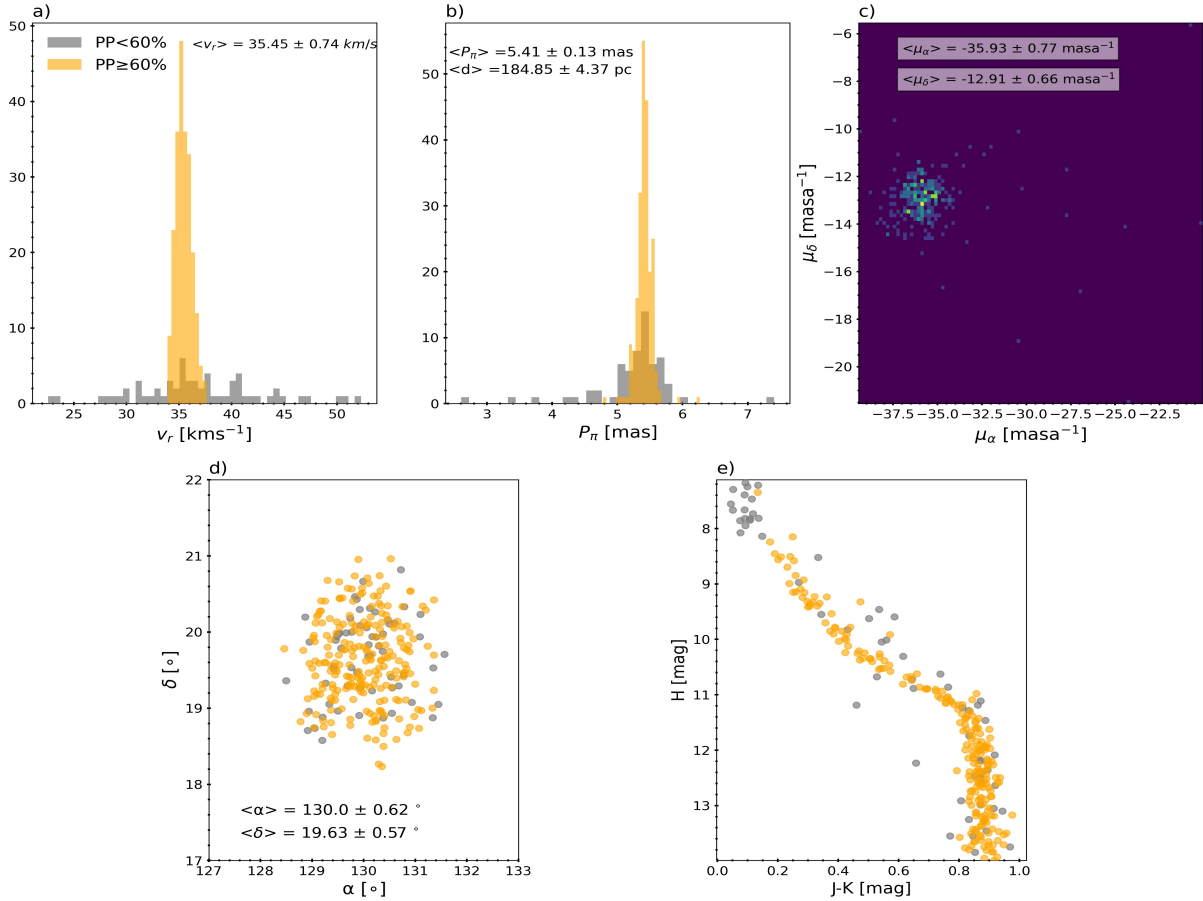 a)
PP<60%
PP≥60%
<v_r> = 35.45 ± 0.74 km/s
50
40
30
20
10
0
25
30
35
40
45
50
v_r [kms⁻¹]
b)
<P_π> =5.41 ± 0.13 mas
<d> =184.85 ± 4.37 pc
50
40
30
20
10
0
3
4
5
6
7
P_π [mas]
c)
<μ_α> = -35.93 ± 0.77 masa⁻¹
<μ_δ> = -12.91 ± 0.66 masa⁻¹
−6
−8
−10
−12
−14
−16
−18
−20
μ_δ [masa⁻¹]
−37.5
−35.0
−32.5
−30.0
−27.5
−25.0
−22.5
μ_α [masa⁻¹]
d)
22
21
20
19
18
17
δ [∘]
<α> = 130.0 ± 0.62 °
<δ> = 19.63 ± 0.57 °
127
128
129
130
131
132
133
α [∘]
e)
8
9
10
11
12
13
H [mag]
0.0
0.2
0.4
0.6
0.8
1.0
J-K [mag]